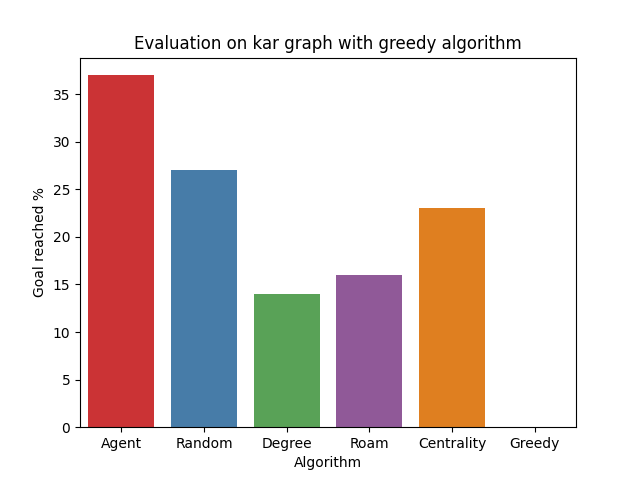 Evaluation on kar graph with greedy algorithm
Goal reached %
35
30
25
20
15
10
5
0
Agent Random Degree Roam Centrality Greedy
Algorithm